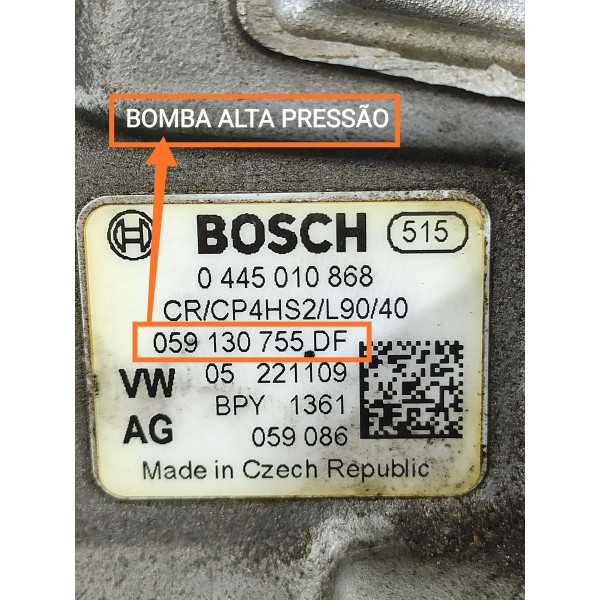 BOMBA ALTA PRESSÃO
BOSCH 515
0 445 010 868
CR/CP4HS2/L90/40
059 130 755 DF
VW 05 221109
BPY 1361
AG 059 086
Made in Czech Republic